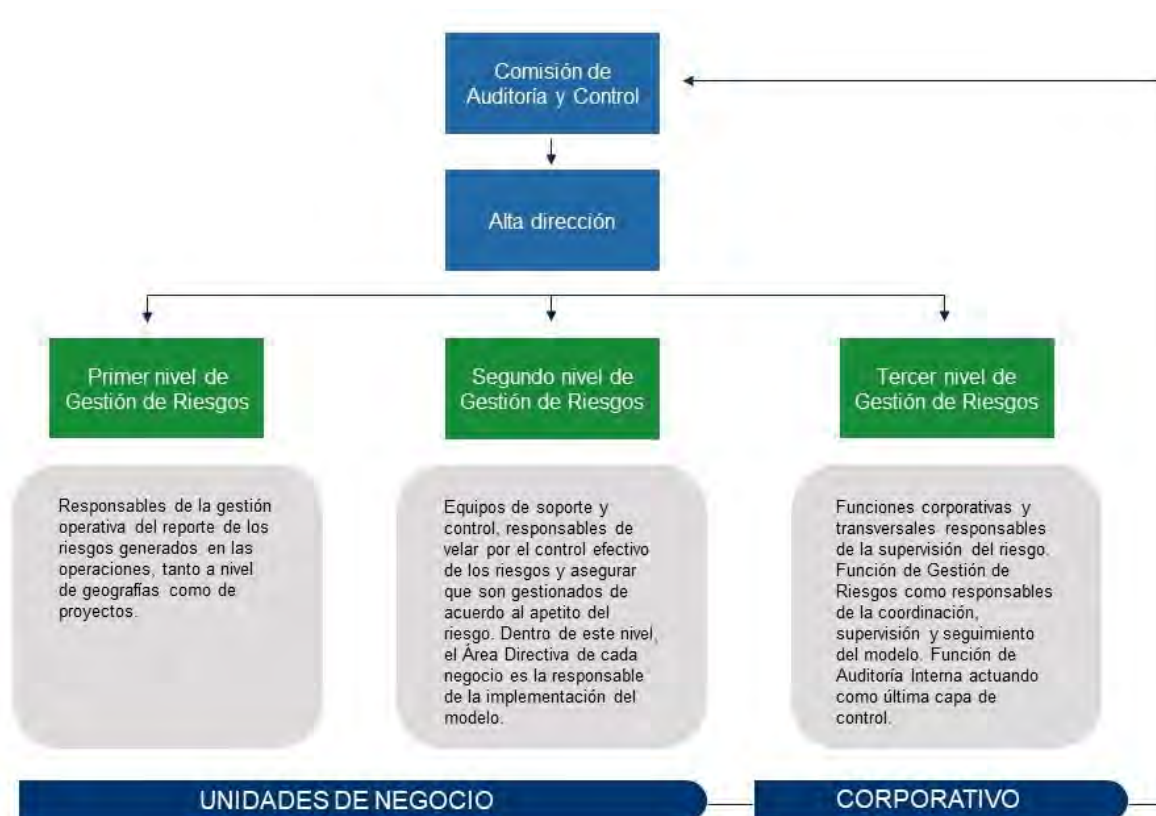 Comisión de
Auditoría y Control
Alta dirección
Primer nivel de
Gestión de Riesgos
Segundo nivel de
Gestión de Riesgos
Tercer nivel de
Gestión de Riesgos
Responsables de la gestión
operativa del reporte de los
riesgos generados en las
operaciones, tanto a nivel
de geografías como de
proyectos.
Equipos de soporte y
control, responsables de
velar por el control efectivo
de los riesgos y asegurar
que son gestionados de
acuerdo al apetito del
riesgo. Dentro de este nivel,
el Área Directiva de cada
negocio es la responsable
de la implementación del
modelo.
Funciones corporativas y
transversales responsables
de la supervisión del riesgo.
Función de Gestión de
Riesgos como responsables
de la coordinación,
supervisión y seguimiento
del modelo. Función de
Auditoría Interna actuando
como última capa de
control.
UNIDADES DE NEGOCIO
CORPORATIVO